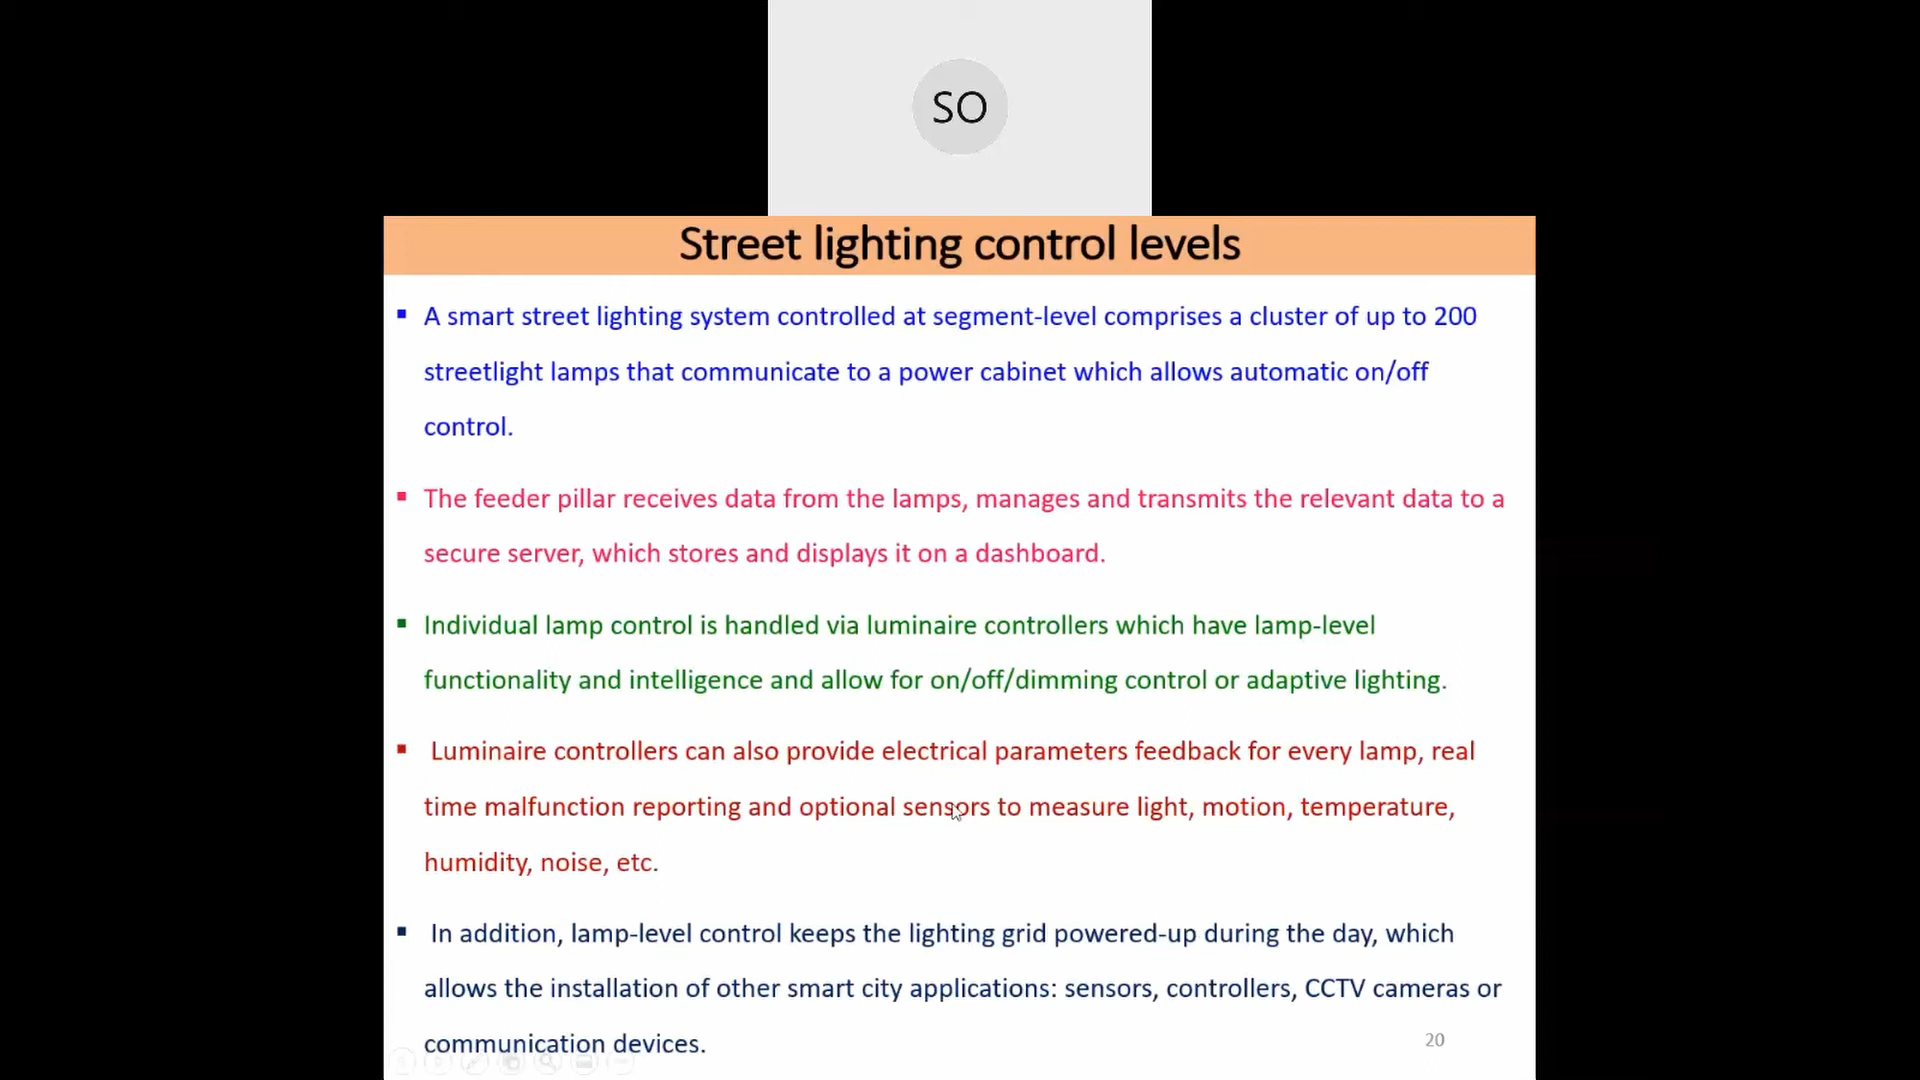 SO
Street lighting control levels
▪ A smart street lighting system controlled at segment-level comprises a cluster of up to 200
streetlight lamps that communicate to a power cabinet which allows automatic on/off
control.
▪ The feeder pillar receives data from the lamps, manages and transmits the relevant data to a
secure server, which stores and displays it on a dashboard.
▪ Individual lamp control is handled via luminaire controllers which have lamp-level
functionality and intelligence and allow for on/off/dimming control or adaptive lighting.
▪ Luminaire controllers can also provide electrical parameters feedback for every lamp, real
time malfunction reporting and optional sensors to measure light, motion, temperature,
humidity, noise, etc.
▪ In addition, lamp-level control keeps the lighting grid powered-up during the day, which
allows the installation of other smart city applications: sensors, controllers, CCTV cameras or
communication devices.
20